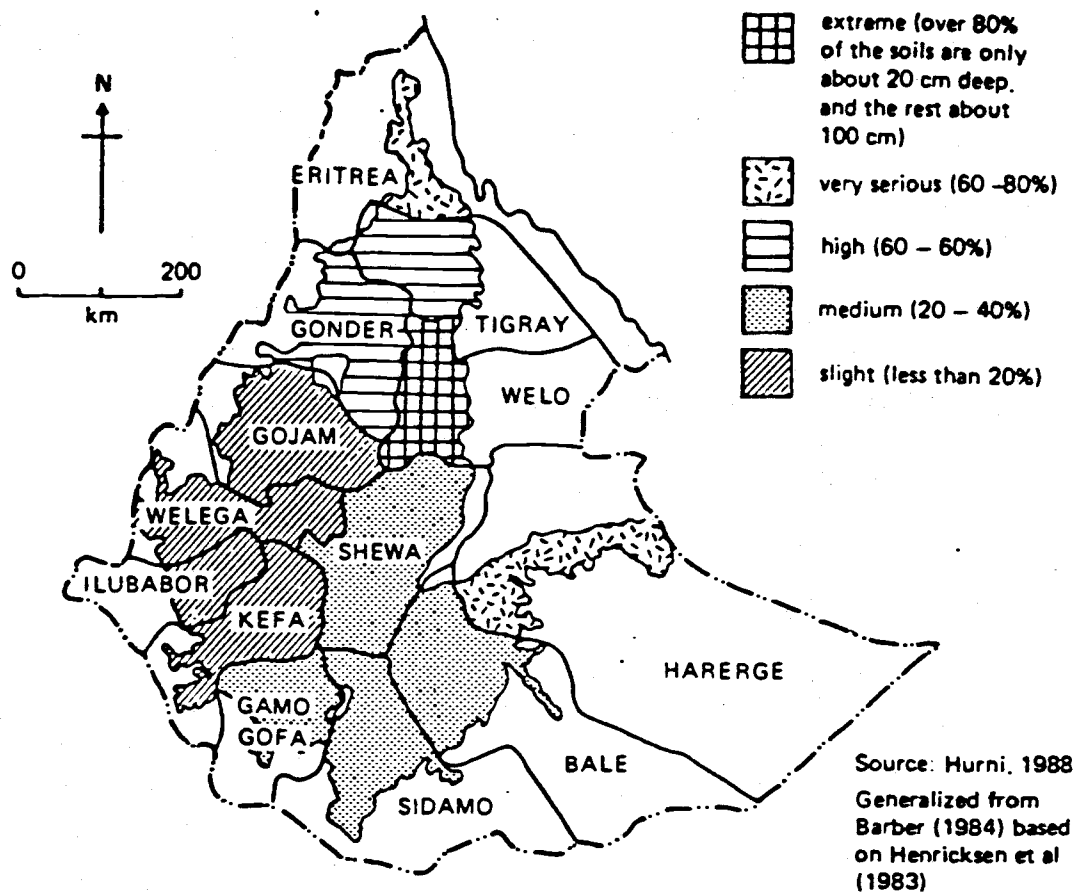 extreme (over 80%
of the soils are only
about 20 cm deep,
and the rest about
100 cm)
very serious (60 –80%)
high (60 – 60%)
medium (20 – 40%)
slight (less than 20%)
N
0 200
km
ERITREA
GONDER
TIGRAY
WELO
GOJAM
WELEGA
SHEWA
ILUBABOR
KEFA
HARERGE
GAMO
GOFA
BALE
SIDAMO
Source: Hurni, 1988
Generalized from
Barber (1984) based
on Henricksen et al
(1983)